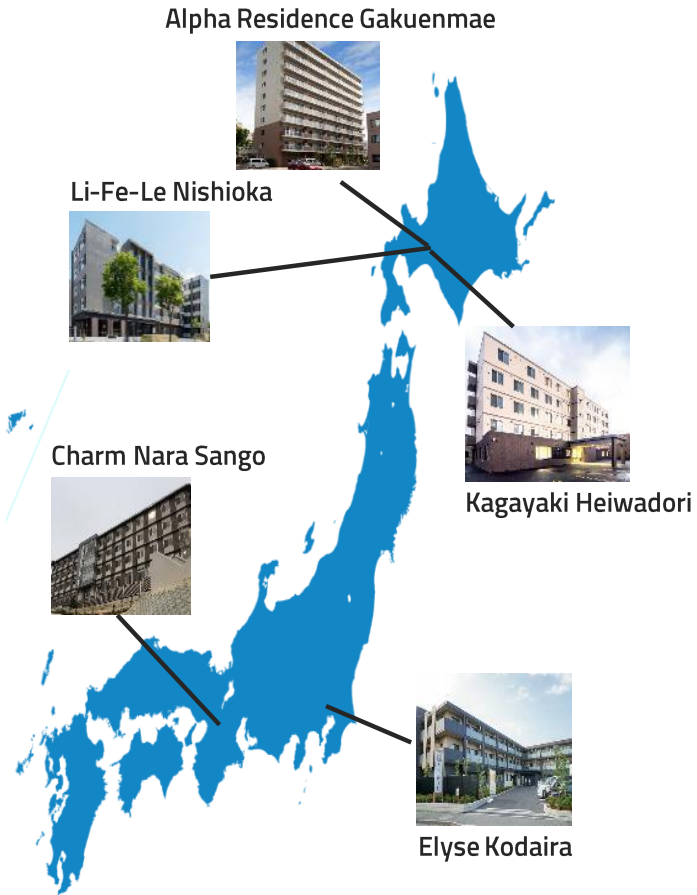 Alpha Residence Gakuenmae
Li-Fe-Le Nishioka
Kagayaki Heiwadori
Charm Nara Sango
Elyse Kodaira